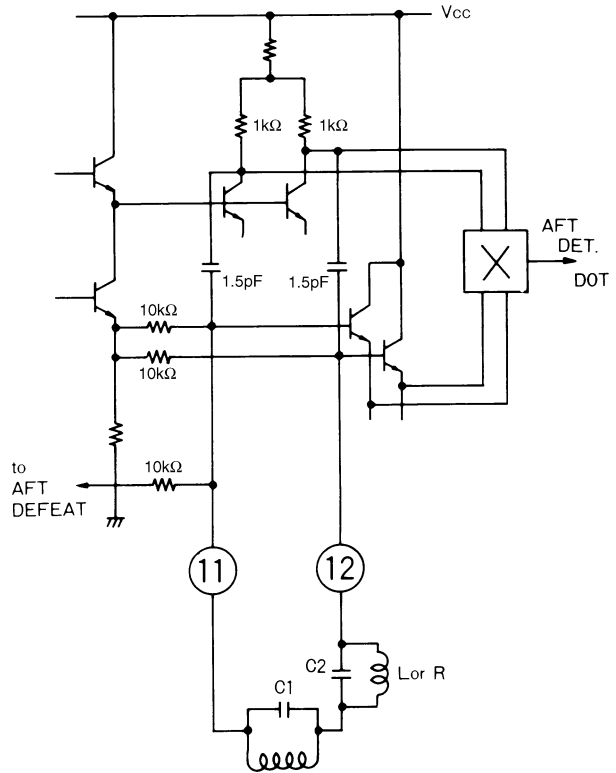 Vcc
1kΩ
1kΩ
AFT
DET.
DOT
1.5pF
1.5pF
10kΩ
10kΩ
10kΩ
to
AFT
DEFEAT
11
12
C2
L or R
C1